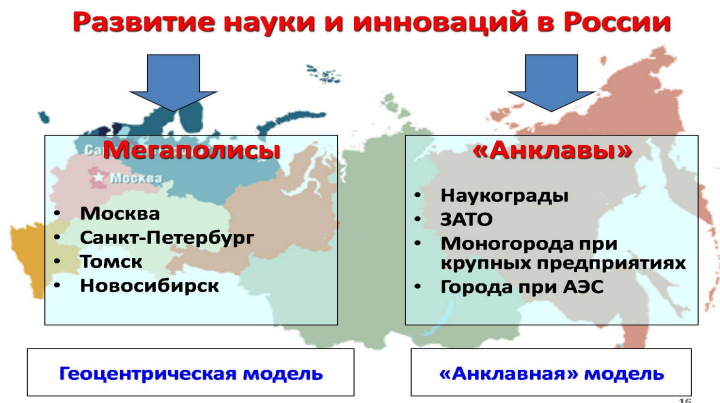 Развитие науки и инноваций в России
Мегаполисы
Са
Москва
• Москва
• Санкт-Петербург
• Томск
• Новосибирск
«Анклавы»
• Наукограды
• ЗАТО
• Моногорода при
крупных предприятиях
• Города при АЭС
Геоцентрическая модель
«Анклавная» модель